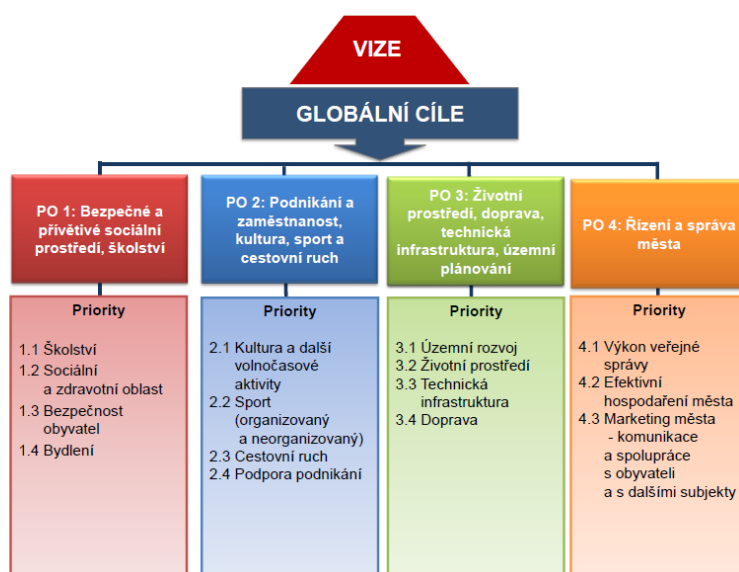 VIZE
GLOBÁLNÍ CÍLE
PO 1: Bezpečné a
přívětivé sociální
prostředí, školství
PO 2: Podnikání a
zaměstnanost,
kultura, sport a
cestovní ruch
PO 3: Životní
prostředí, doprava,
technická
infrastruktura, územní
plánování
PO 4: Řízení a správa
města
Priority
1.1 Školství
1.2 Sociální
a zdravotní oblast
1.3 Bezpečnost
obyvatel
1.4 Bydlení
Priority
2.1 Kultura a další
volnočasové
aktivity
2.2 Sport
(organizovaný
a neorganizovaný)
2.3 Cestovní ruch
2.4 Podpora podnikání
Priority
3.1 Územní rozvoj
3.2 Životní prostředí
3.3 Technická
infrastruktura
3.4 Doprava
Priority
4.1 Výkon veřejné
správy
4.2 Efektivní
hospodaření města
4.3 Marketing města
- komunikace
a spolupráce
s obyvateli
a s dalšími subjekty